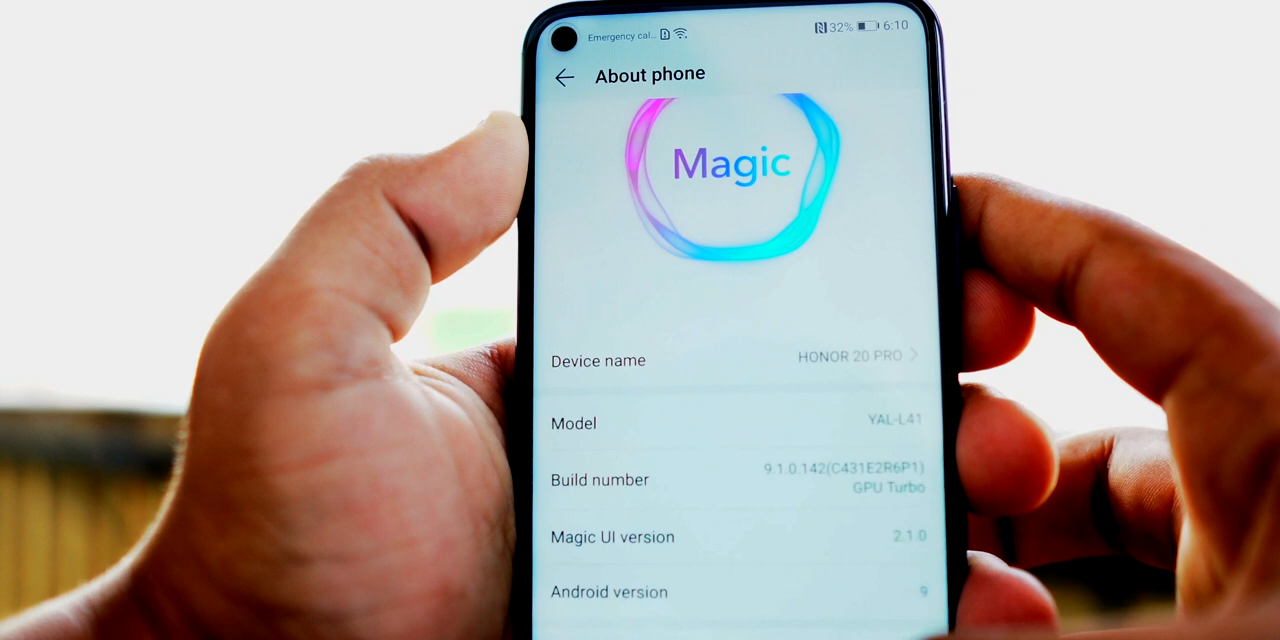 Emergency cal... 32% 6:10
About phone
Magic
Device name HONOR 20 PRO
Model YAL-L41
Build number 9.1.0.142(C431E2R6P1)
GPU Turbo
Magic UI version 2.1.0
Android version 9